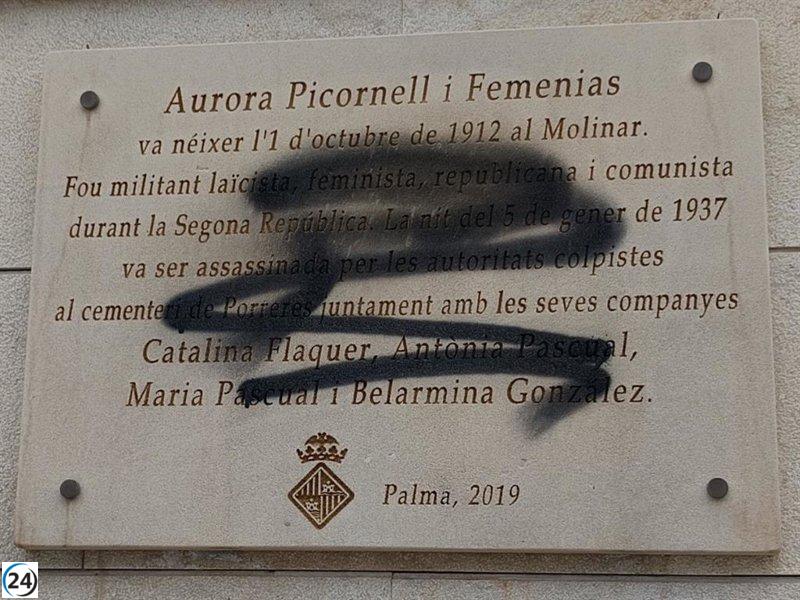 Aurora Picornell i Femenias
va néixer l'1 d'octubre de 1912 al Molinar.
Fou militant laïcista, feminista, republicana i comunista
durant la Segona República. La nit del 5 de gener de 1937
va ser assassinada per les autoritats colpistes
al cementeri de Porreres juntament amb les seves companyes
Catalina Flaquer, Antònia Pascual,
Maria Pascual i Belarmina González.
Palma, 2019
24